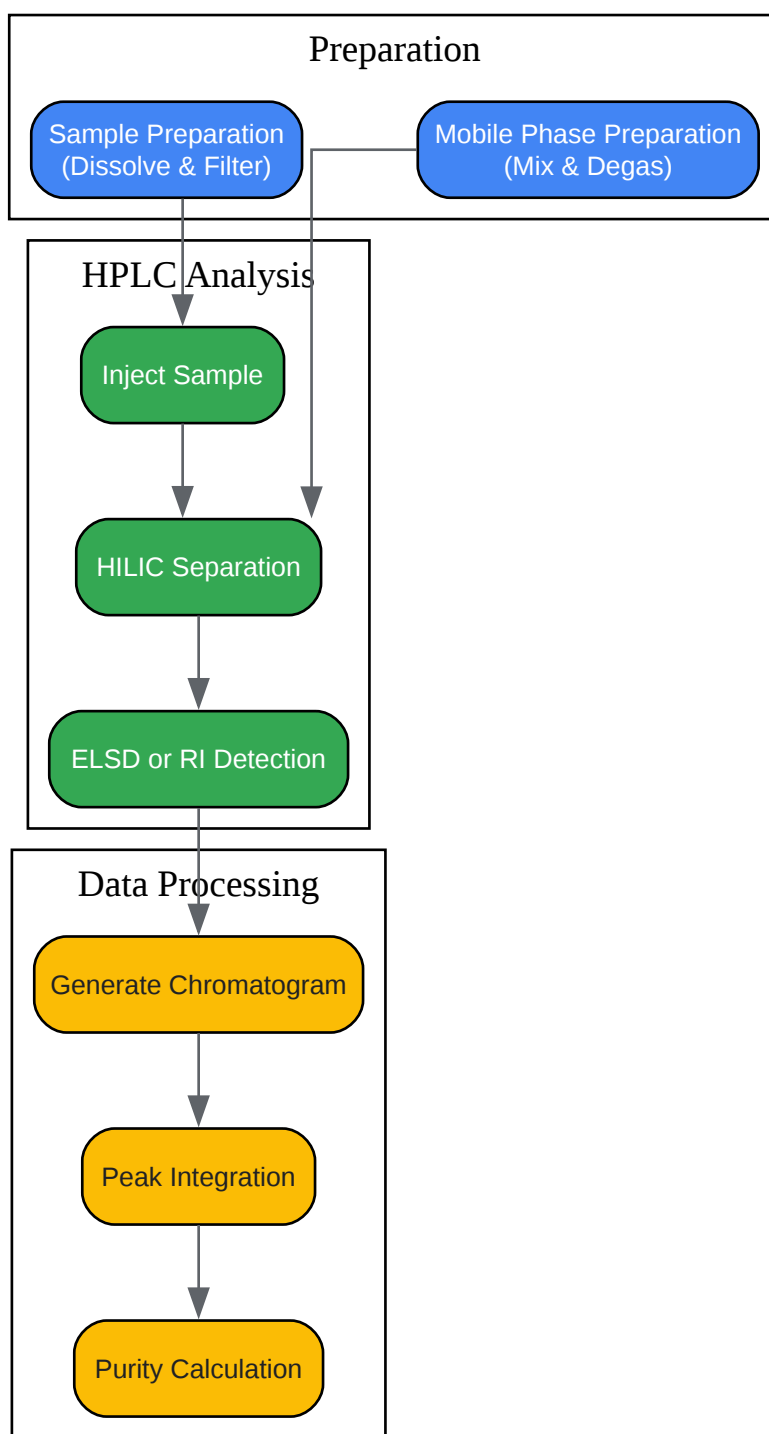 Preparation
Sample Preparation
(Dissolve & Filter)
Mobile Phase Preparation
(Mix & Degas)
HPLC Analysis
Inject Sample
HILIC Separation
ELSD or RI Detection
Data Processing
Generate Chromatogram
Peak Integration
Purity Calculation